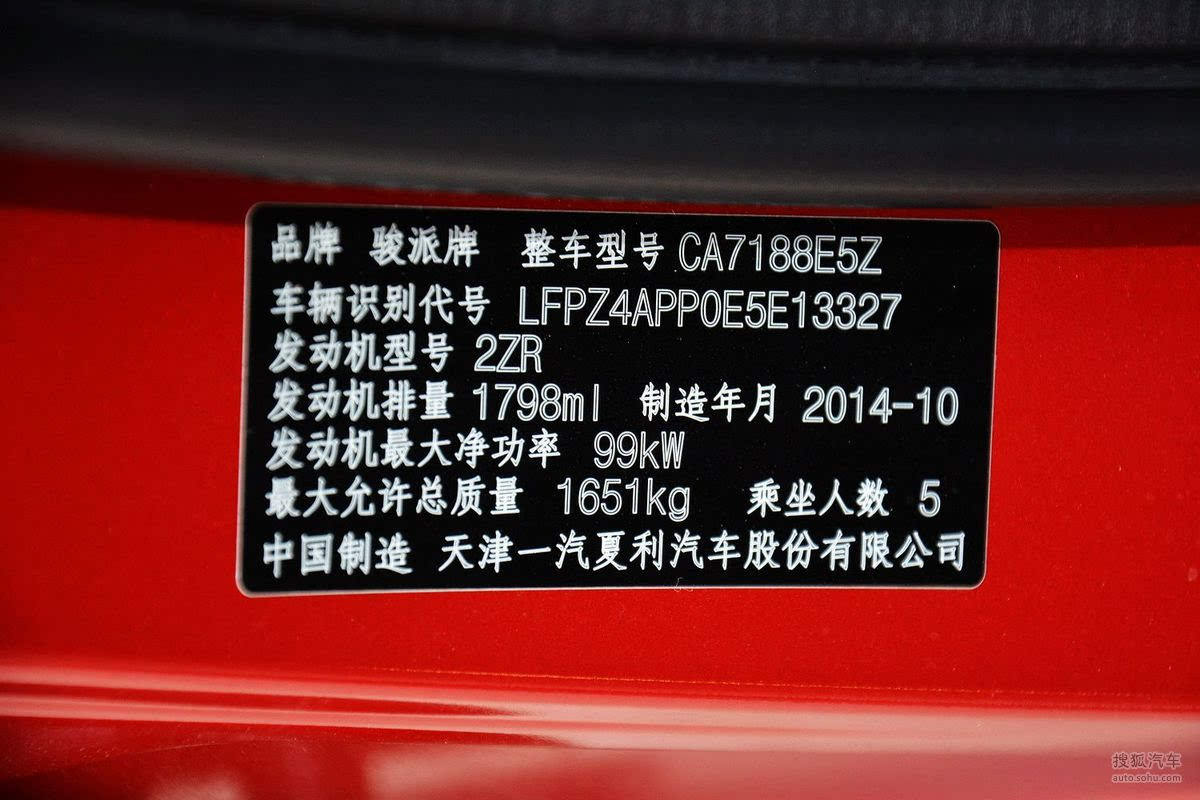 品牌 骏派牌 整车型号 CA7188E5Z
车辆识别代号 LFPZ4APP0E5E13327
发动机型号 2ZR
发动机排量 1798ml 制造年月 2014-10
发动机最大净功率 99kW
最大允许总质量 1651kg 乘坐人数 5
中国制造 天津一汽夏利汽车股份有限公司
搜狐汽车
auto.sohu.com